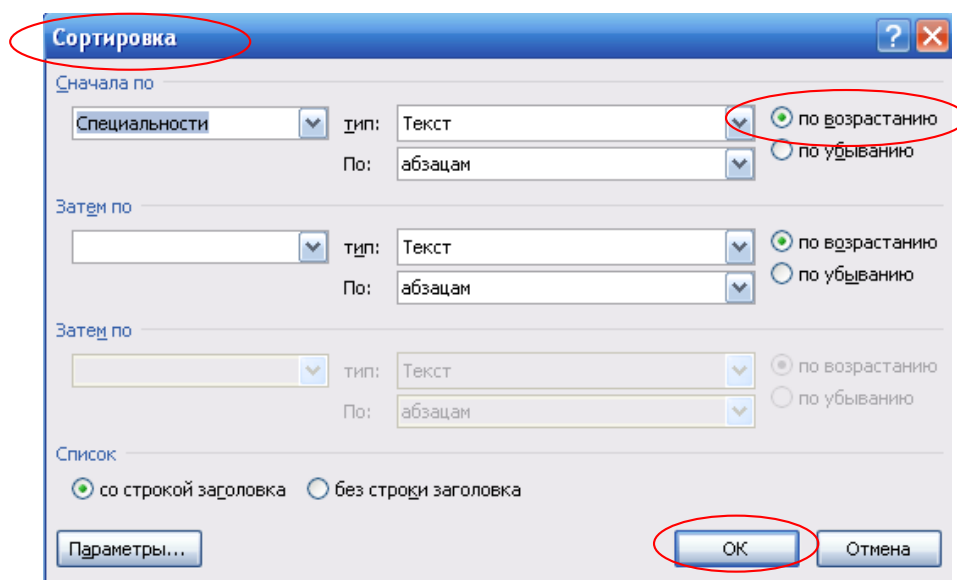 Сортировка
Сначала по
Специальности тип: Текст по возрастанию
По: абзацам по убыванию
Затем по
тип: Текст по возрастанию
По: абзацам по убыванию
Затем по
тип: Текст по возрастанию
По: абзацам по убыванию
Список
со строкой заголовка без строки заголовка
Параметры... ОК Отмена